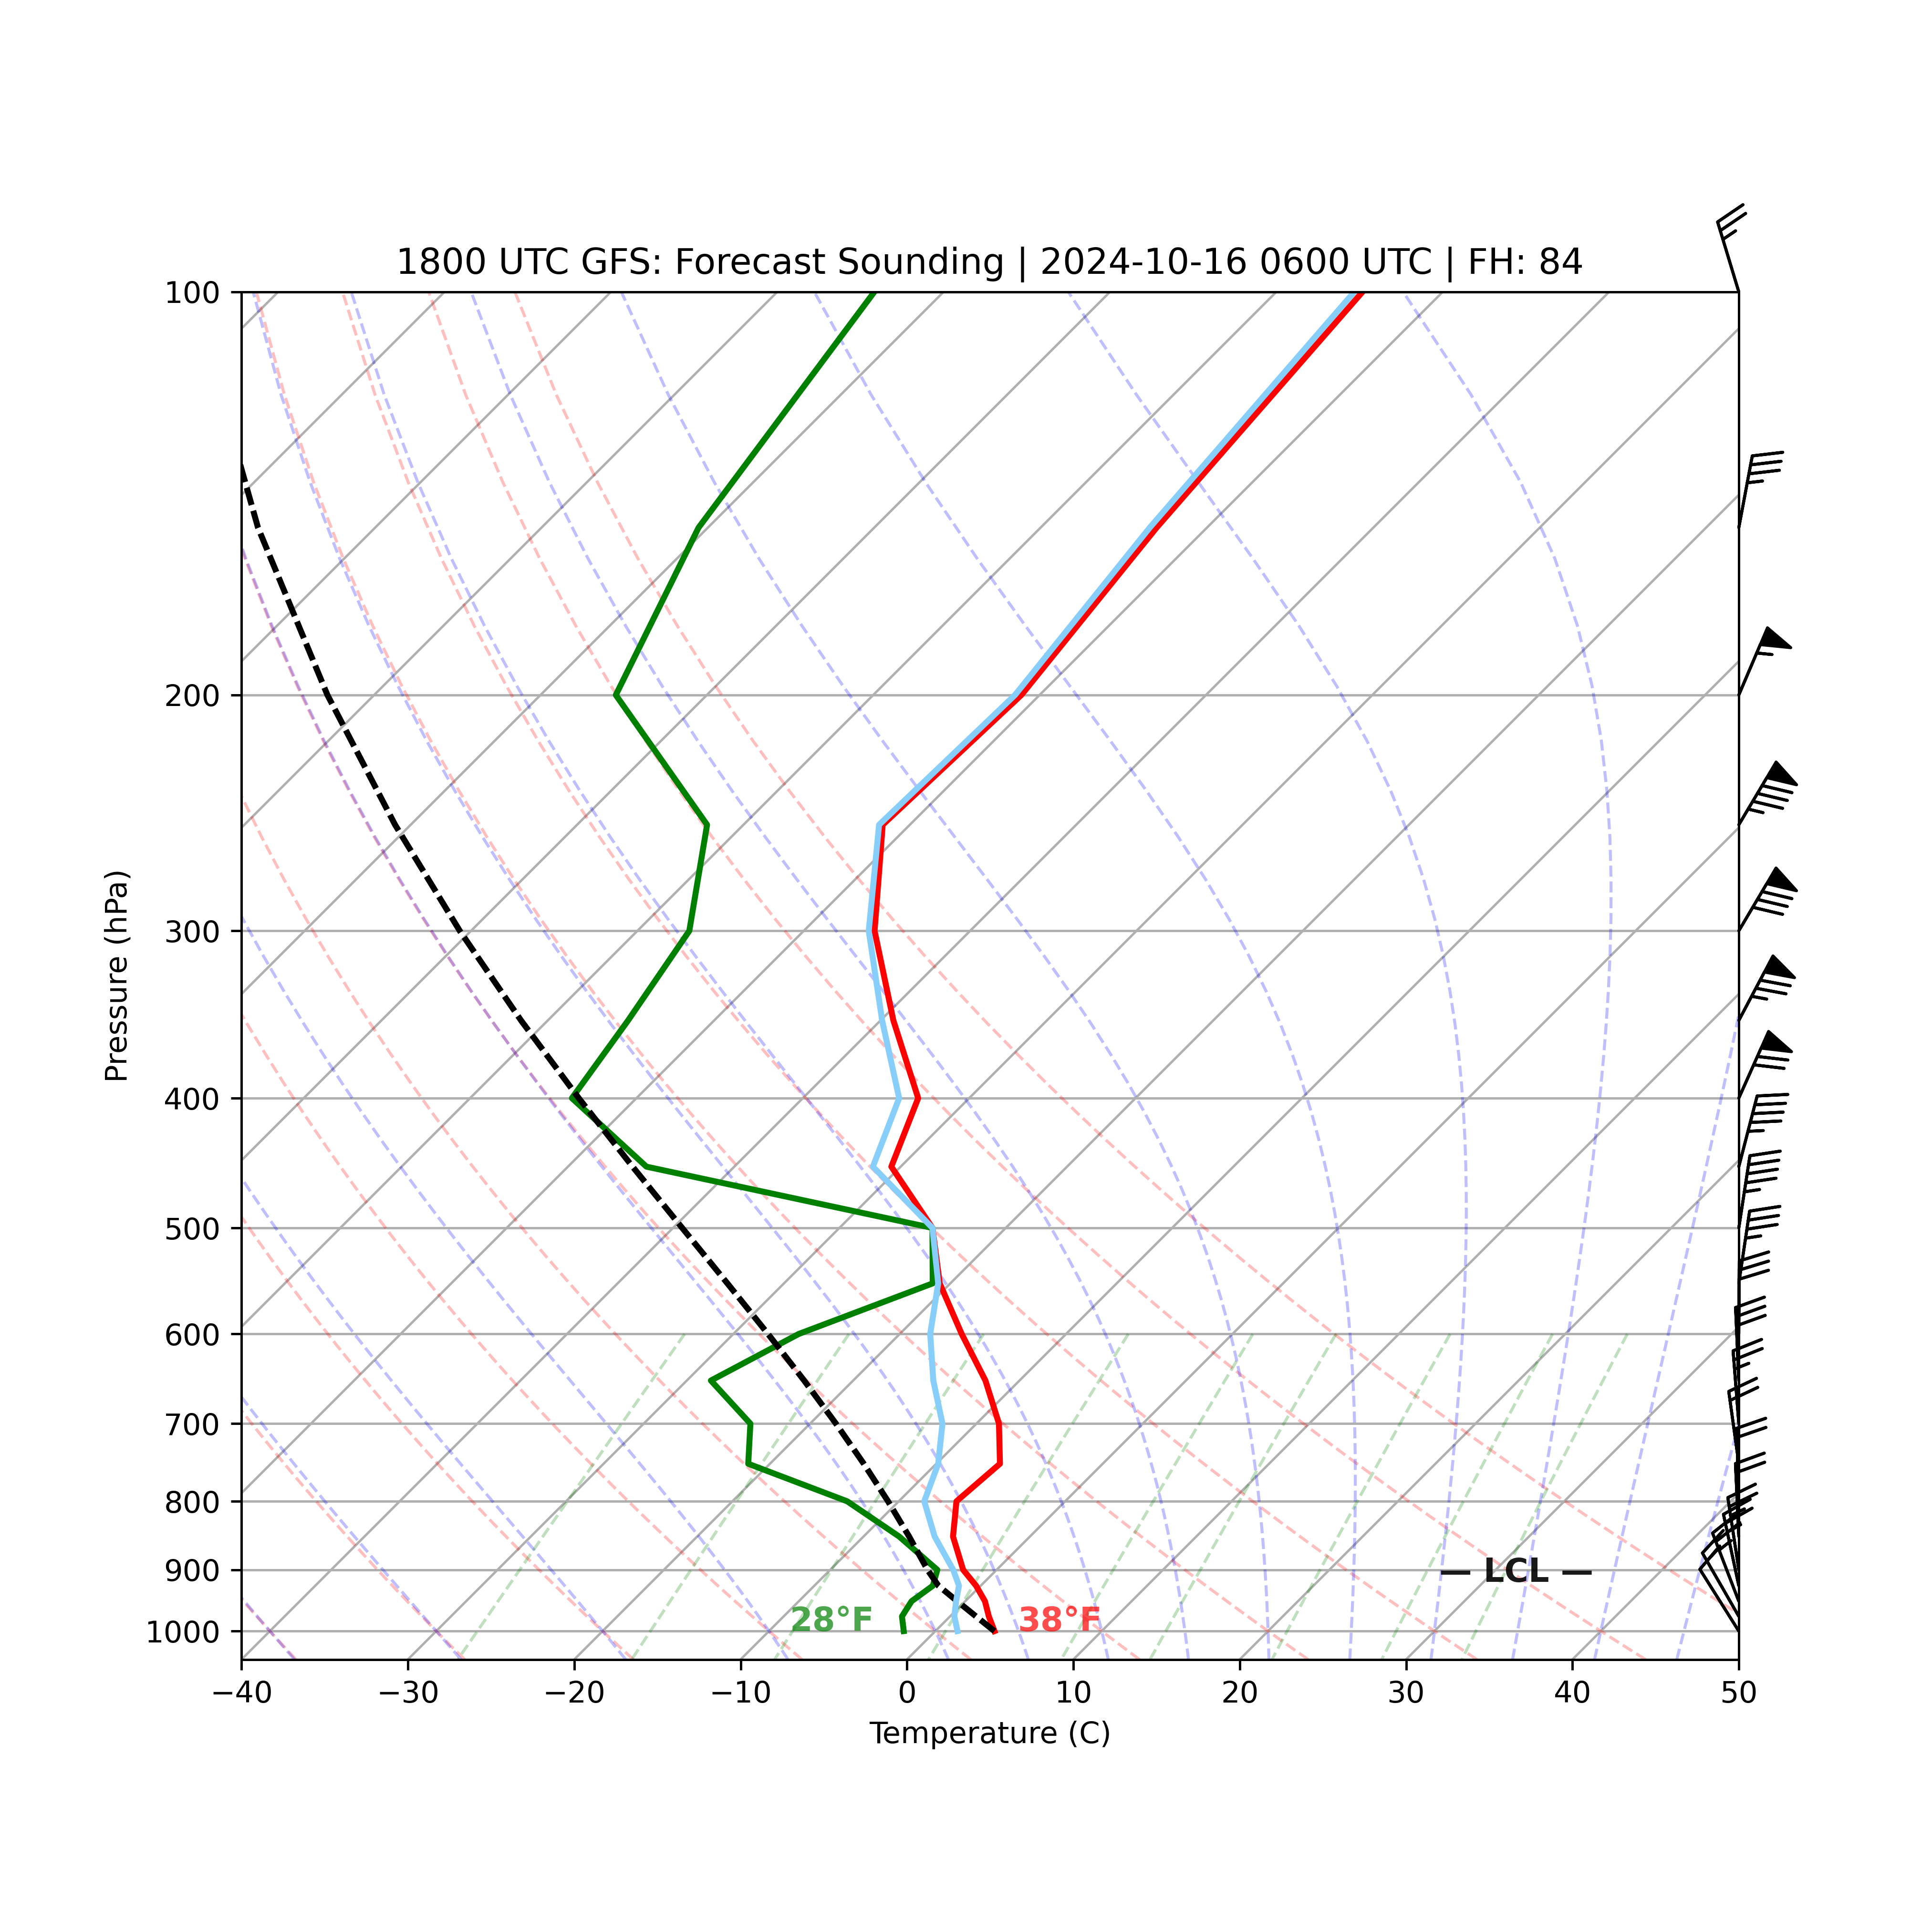 1800 UTC GFS: Forecast Sounding | 2024-10-16 0600 UTC | FH: 84
100
200
300
400
500
600
700
800
900
1000
Pressure (hPa)
— LCL —
28°F
38°F
−40 −30 −20 −10 0 10 20 30 40 50
Temperature (C)